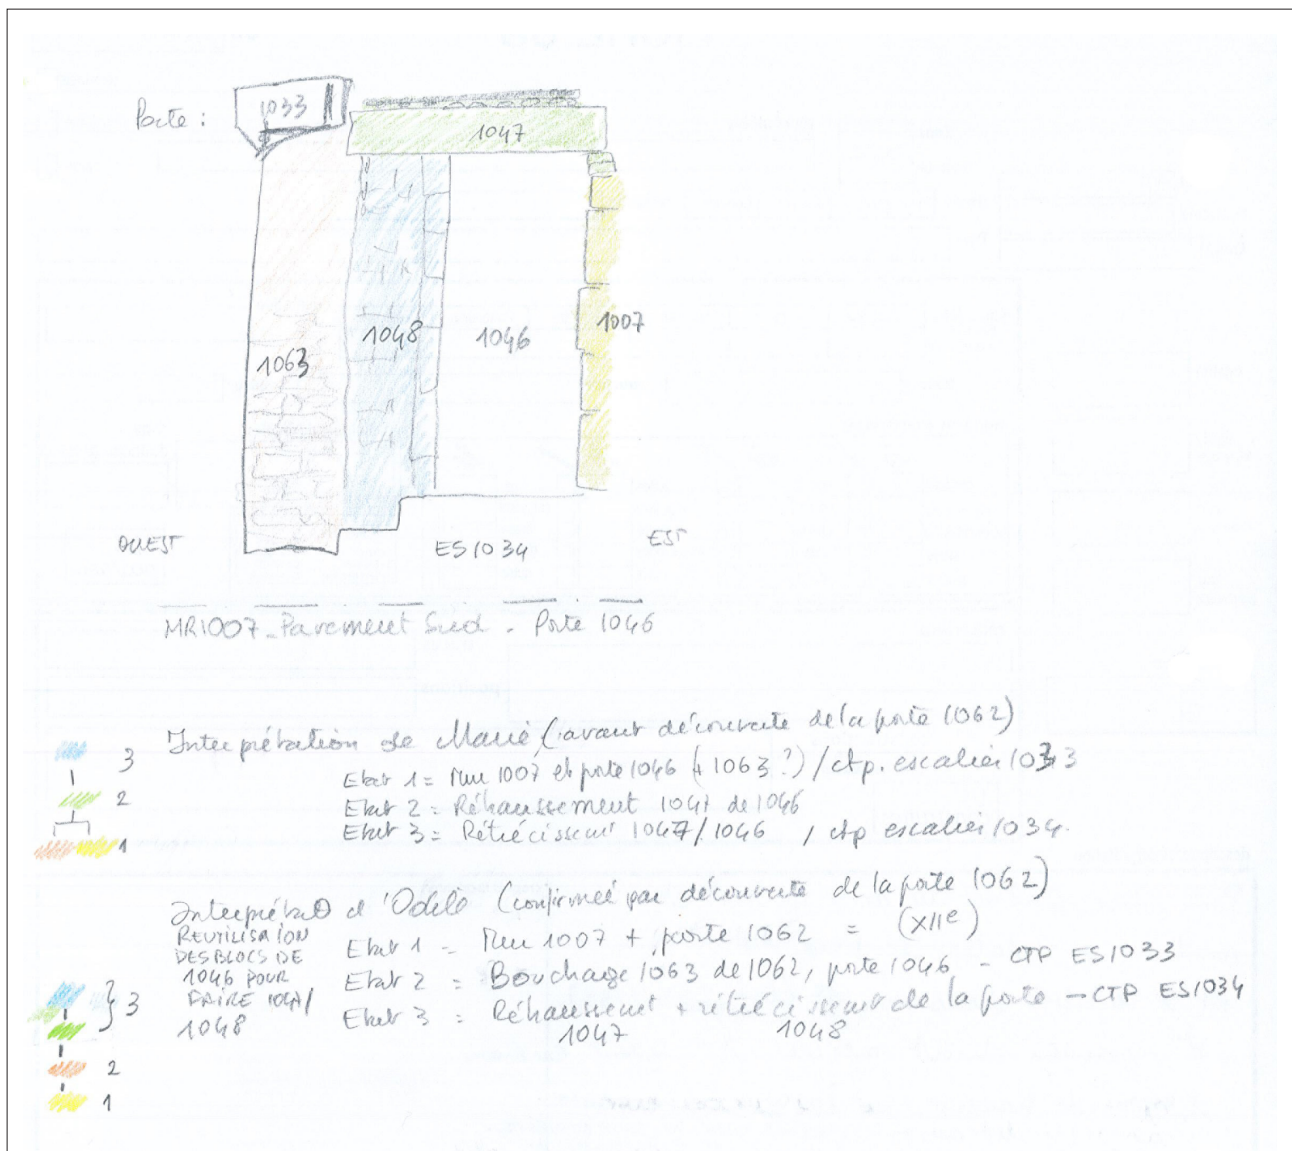 Porte :
1033
1047
1063
1048
1046
1007
OUEST
ES1034
EST
MR1007_Parement Sud - Porte 1046
Interprétation de Marie (avant découverte de la porte 1062)
Etat 1 = Mur 1007 et porte 1046 (+ 1063 ?) / ctp. escalier 1033
Etat 2 = Réhaussement 1047 de 1046
Etat 3 = Rétrécissemt 1047/1046 / ctp escalier 1034.
3
2
1
d'Odile (confirmée par découverte de la porte 1062)
REUTILISATION
DES BLOCS DE
1046 POUR
FAIRE 1047/
1048
Etat 1 = Mur 1007 + porte 1062 = (XIIe)
Etat 2 = Bouchage 1063 de 1062, porte 1046 - CTP ES1033
Etat 3 = Réhaussemt + rétrécissemt de la porte - CTP ES1034
1047 1048
3
2
1